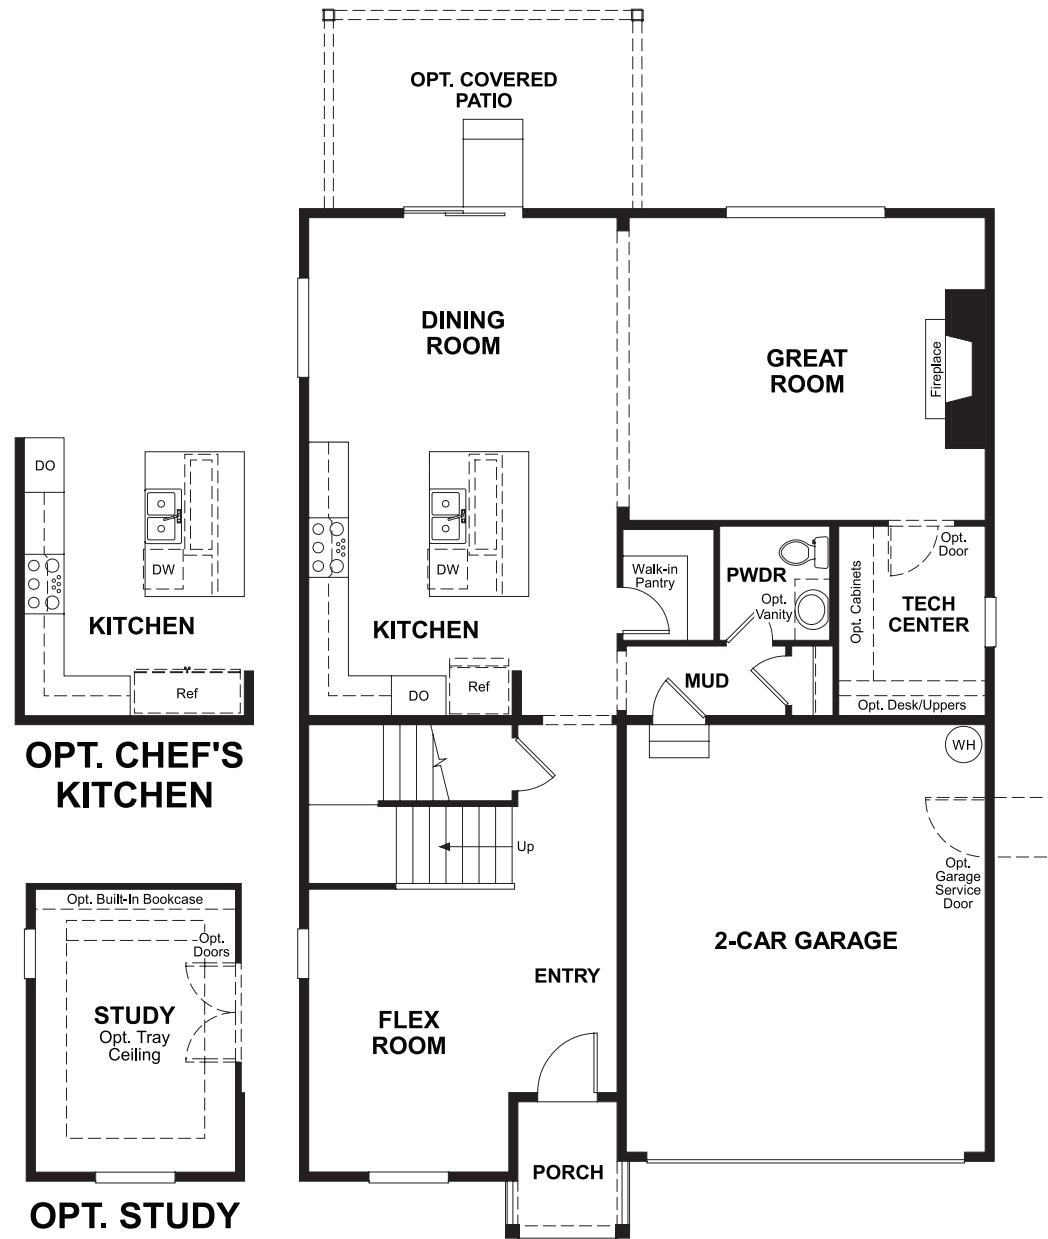 OPT. COVERED
PATIO
DINING
ROOM
GREAT
ROOM
Fireplace
DO
DW
KITCHEN
Ref
OPT. CHEF'S
KITCHEN
DW
KITCHEN
DO
Ref
Walk-in
Pantry
PWDR
Opt.
Vanity
MUD
Opt. Cabinets
Opt.
Door
TECH
CENTER
Opt. Desk/Uppers
WH
Up
Opt.
Garage
Service
Door
2-CAR GARAGE
Opt. Built-In Bookcase
Opt.
Doors
STUDY
Opt. Tray
Ceiling
OPT. STUDY
ENTRY
FLEX
ROOM
PORCH